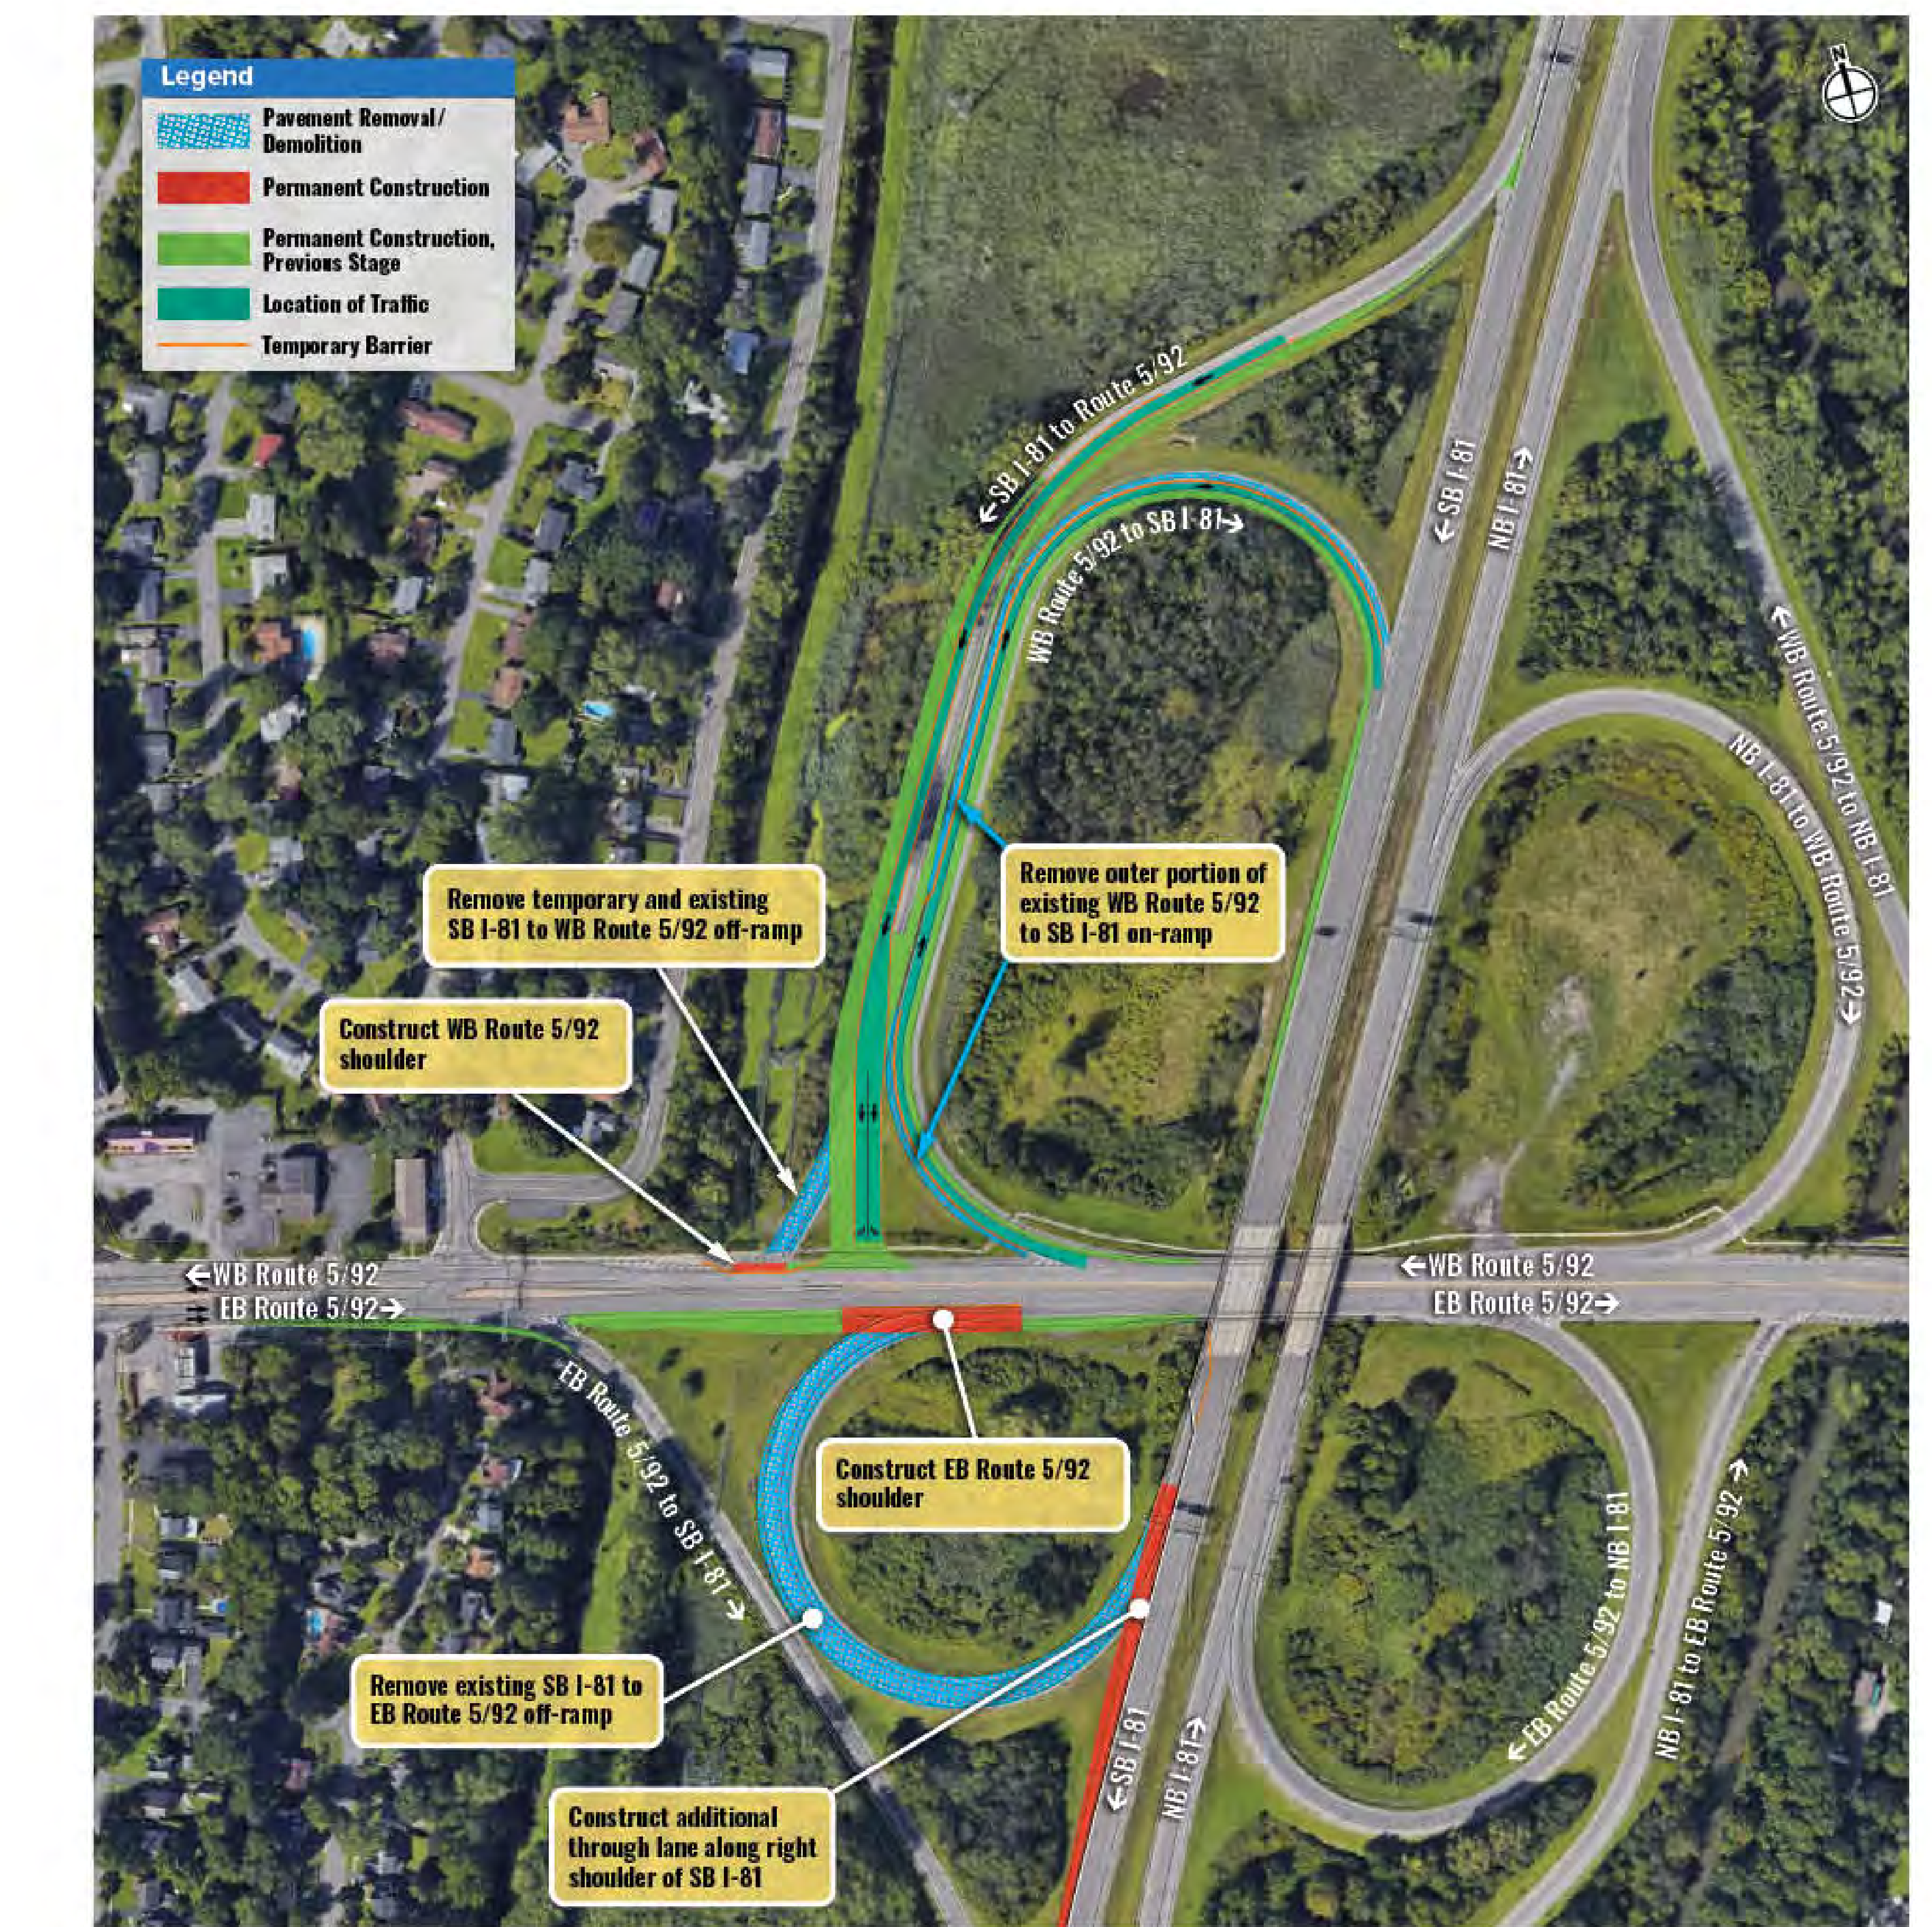 N
Legend
Pavement Removal/
Demolition
Permanent Construction
Permanent Construction,
Previous Stage
Location of Traffic
Temporary Barrier
←SB I-81 to Route 5/92
WB Route 5/92 to SB I-81→
←SB I-81
NB I-81→
←WB Route 5/92 to NB I-81
NB I-81 to WB Route 5/92→
Remove temporary and existing
SB I-81 to WB Route 5/92 off-ramp
Remove outer portion of
existing WB Route 5/92
to SB I-81 on-ramp
Construct WB Route 5/92
shoulder
←WB Route 5/92
EB Route 5/92→
←WB Route 5/92
EB Route 5/92→
EB Route 5/92 to SB I-81→
Construct EB Route 5/92
shoulder
←EB Route 5/92 to NB I-81
NB I-81 to EB Route 5/92→
Remove existing SB I-81 to
EB Route 5/92 off-ramp
←SB I-81
NB I-81→
Construct additional
through lane along right
shoulder of SB I-81